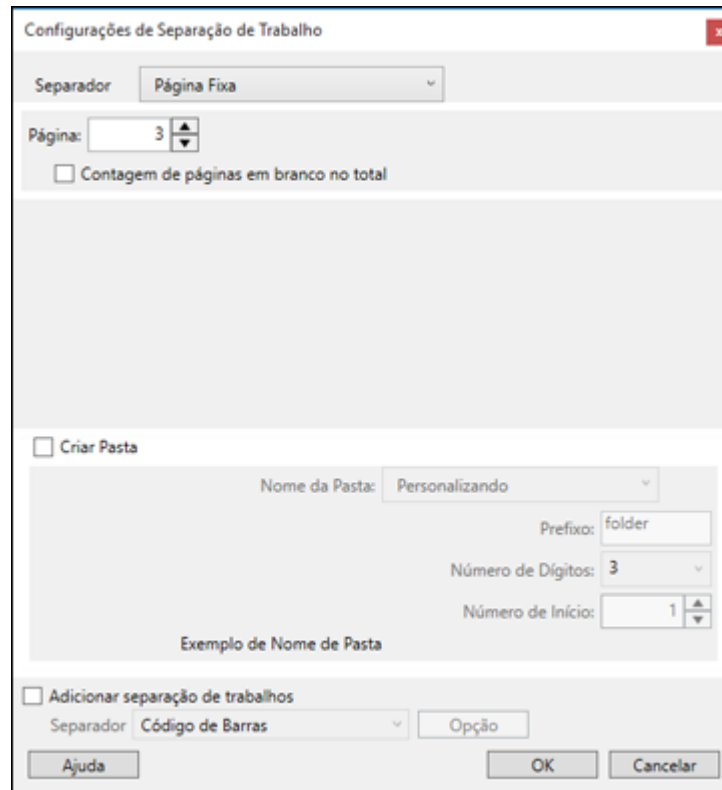 Configurações de Separação de Trabalho x
Separador Página Fixa
Página: 3
Contagem de páginas em branco no total
Criar Pasta
Nome da Pasta: Personalizando
Prefixo: folder
Número de Dígitos: 3
Número de Início: 1
Exemplo de Nome de Pasta
Adicionar separação de trabalhos
Separador Código de Barras Opção
Ajuda OK Cancelar